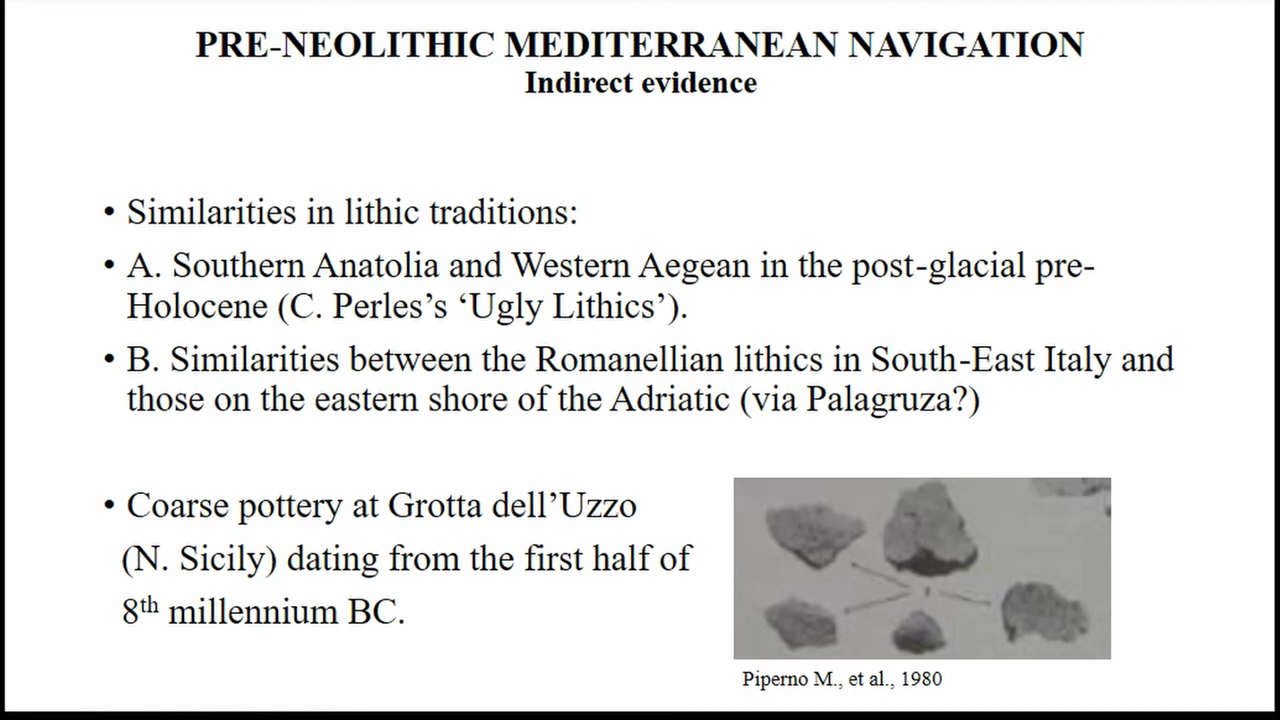 PRE-NEOLITHIC MEDITERRANEAN NAVIGATION
Indirect evidence
• Similarities in lithic traditions:
• A. Southern Anatolia and Western Aegean in the post-glacial pre-
Holocene (C. Perles’s ‘Ugly Lithics’).
• B. Similarities between the Romanellian lithics in South-East Italy and
those on the eastern shore of the Adriatic (via Palagruza?)
• Coarse pottery at Grotta dell’Uzzo
(N. Sicily) dating from the first half of
8th millennium BC.
Piperno M., et al., 1980